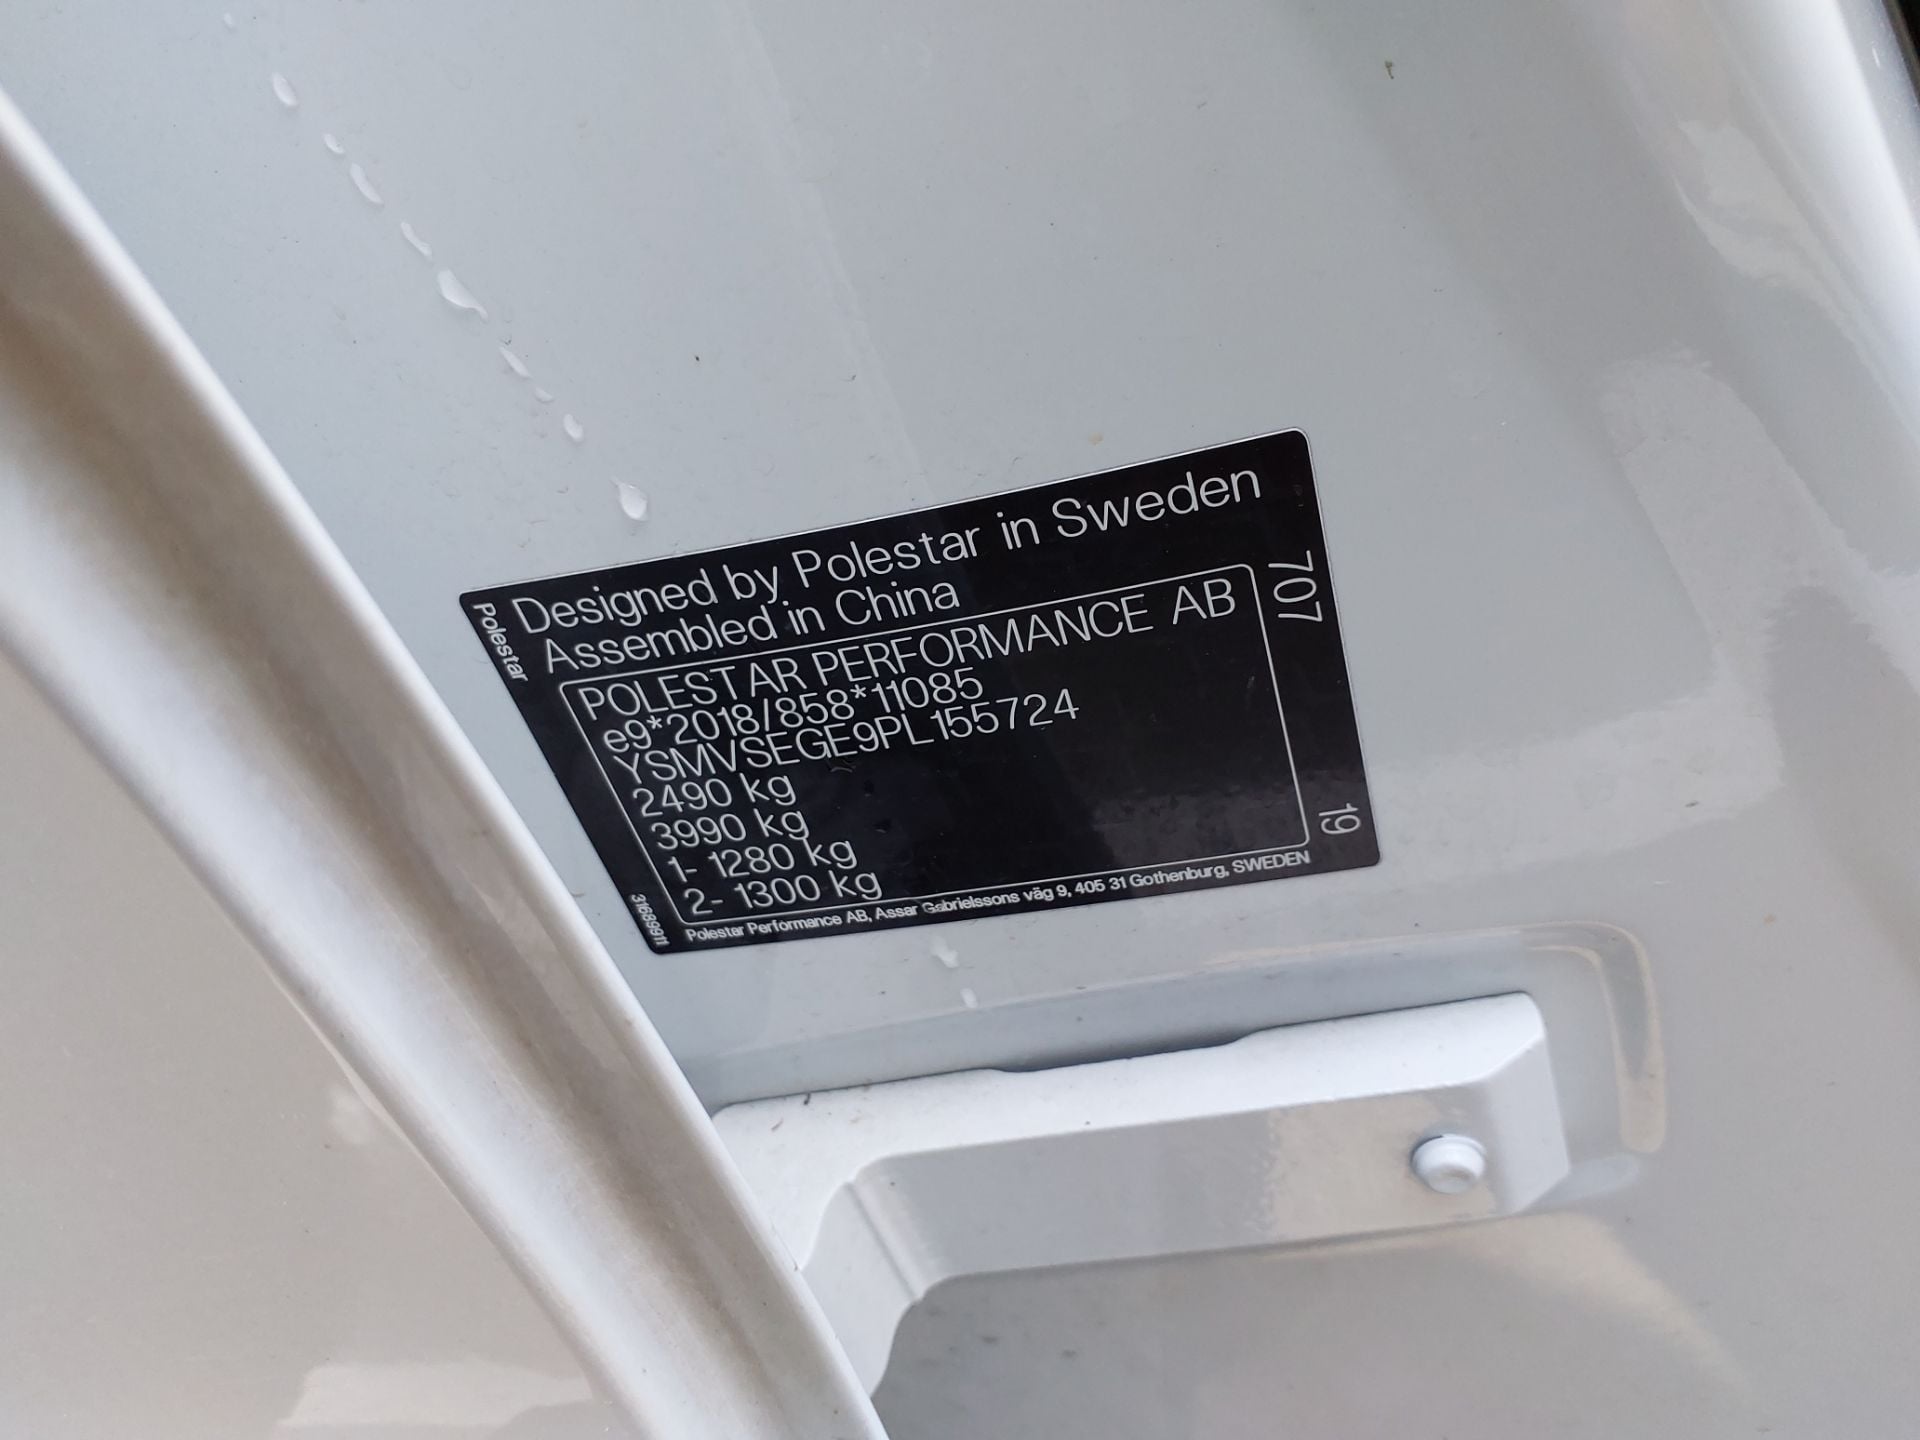 Polestar
Designed by Polestar in Sweden
Assembled in China
POLESTAR PERFORMANCE AB
e9*2018/858*11085
YSMVSEGE9PL155724
2490 kg
3990 kg
1- 1280 kg
2- 1300 kg
707
19
31689911
Polestar Performance AB, Assar Gabrielssons väg 9, 405 31 Gothenburg, SWEDEN